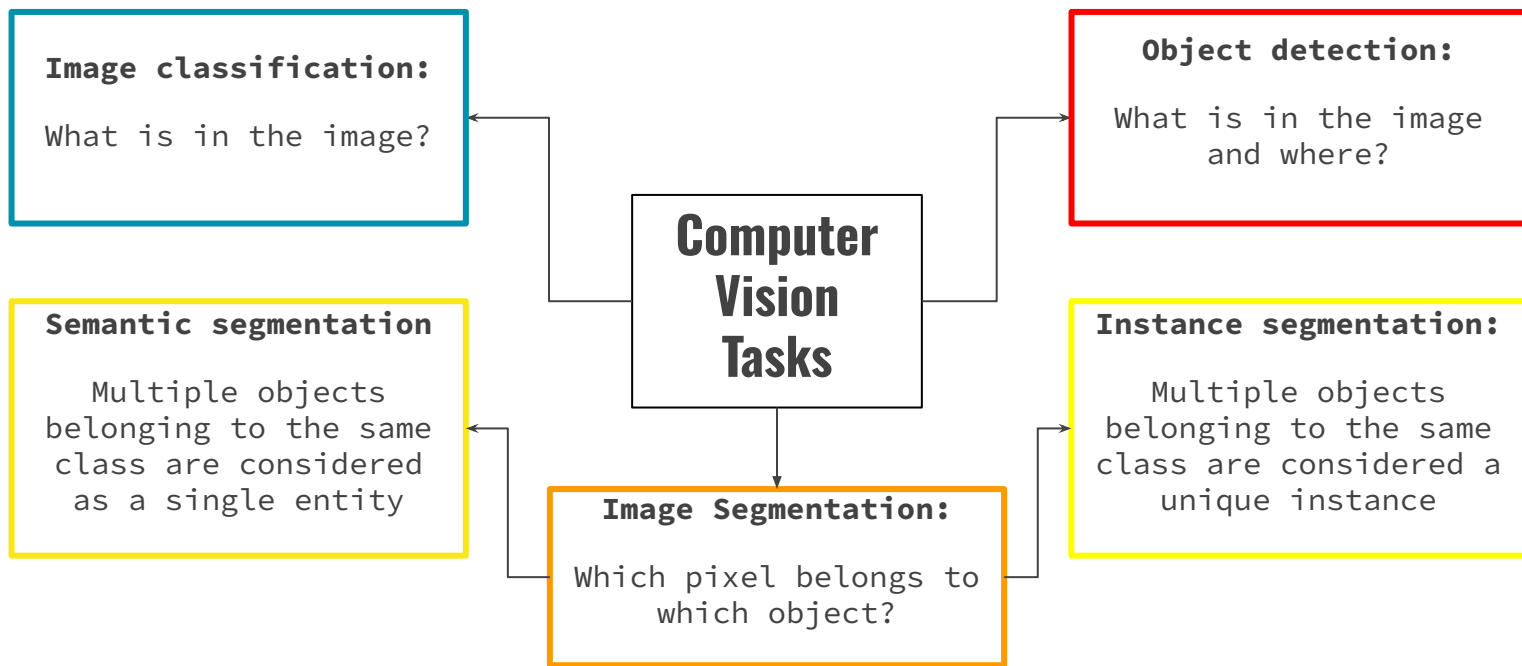 Image classification:
What is in the image?
Object detection:
What is in the image
and where?
Computer
Vision
Tasks
Semantic segmentation
Multiple objects
belonging to the same
class are considered
as a single entity
Instance segmentation:
Multiple objects
belonging to the same
class are considered a
unique instance
Image Segmentation:
Which pixel belongs to
which object?